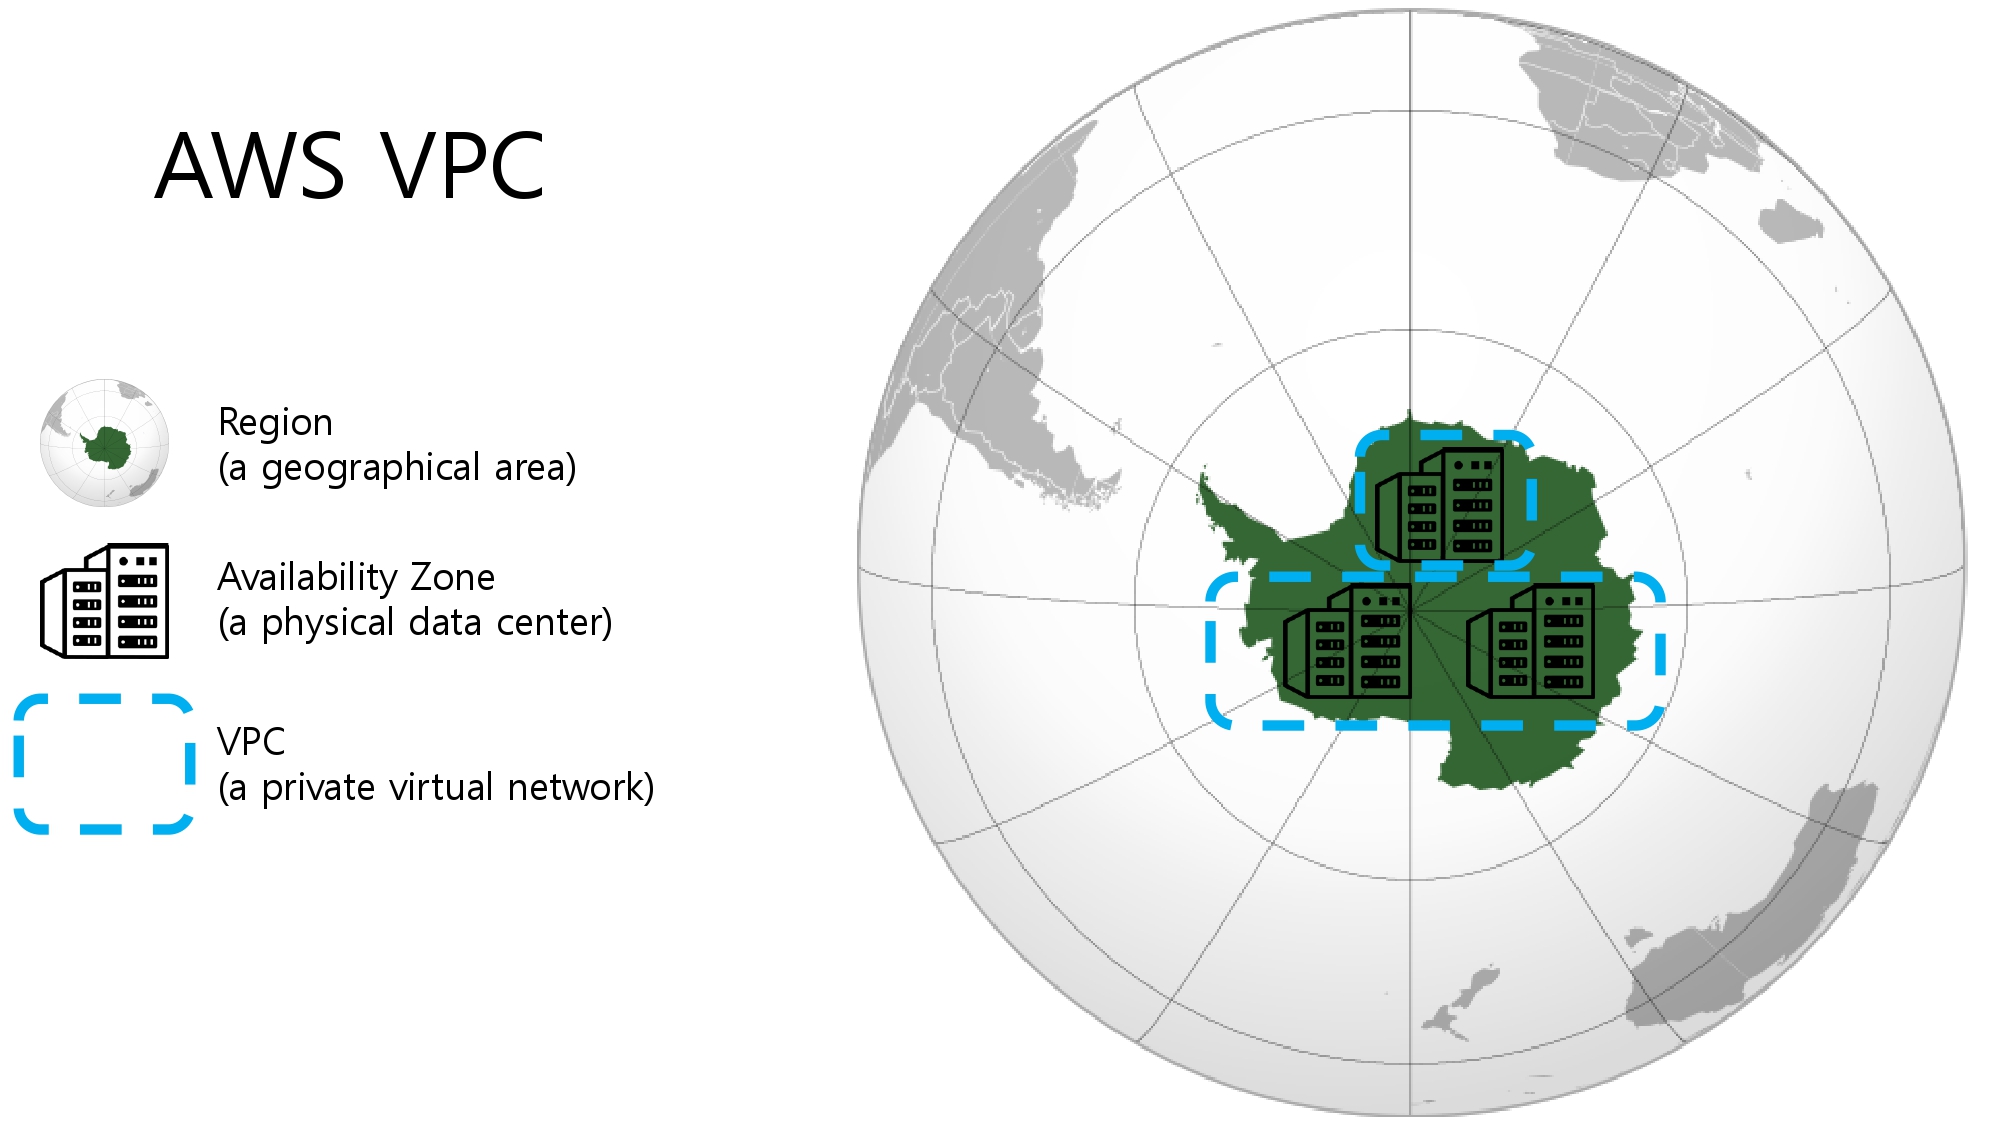 AWS VPC
Region
(a geographical area)
Availability Zone
(a physical data center)
VPC
(a private virtual network)